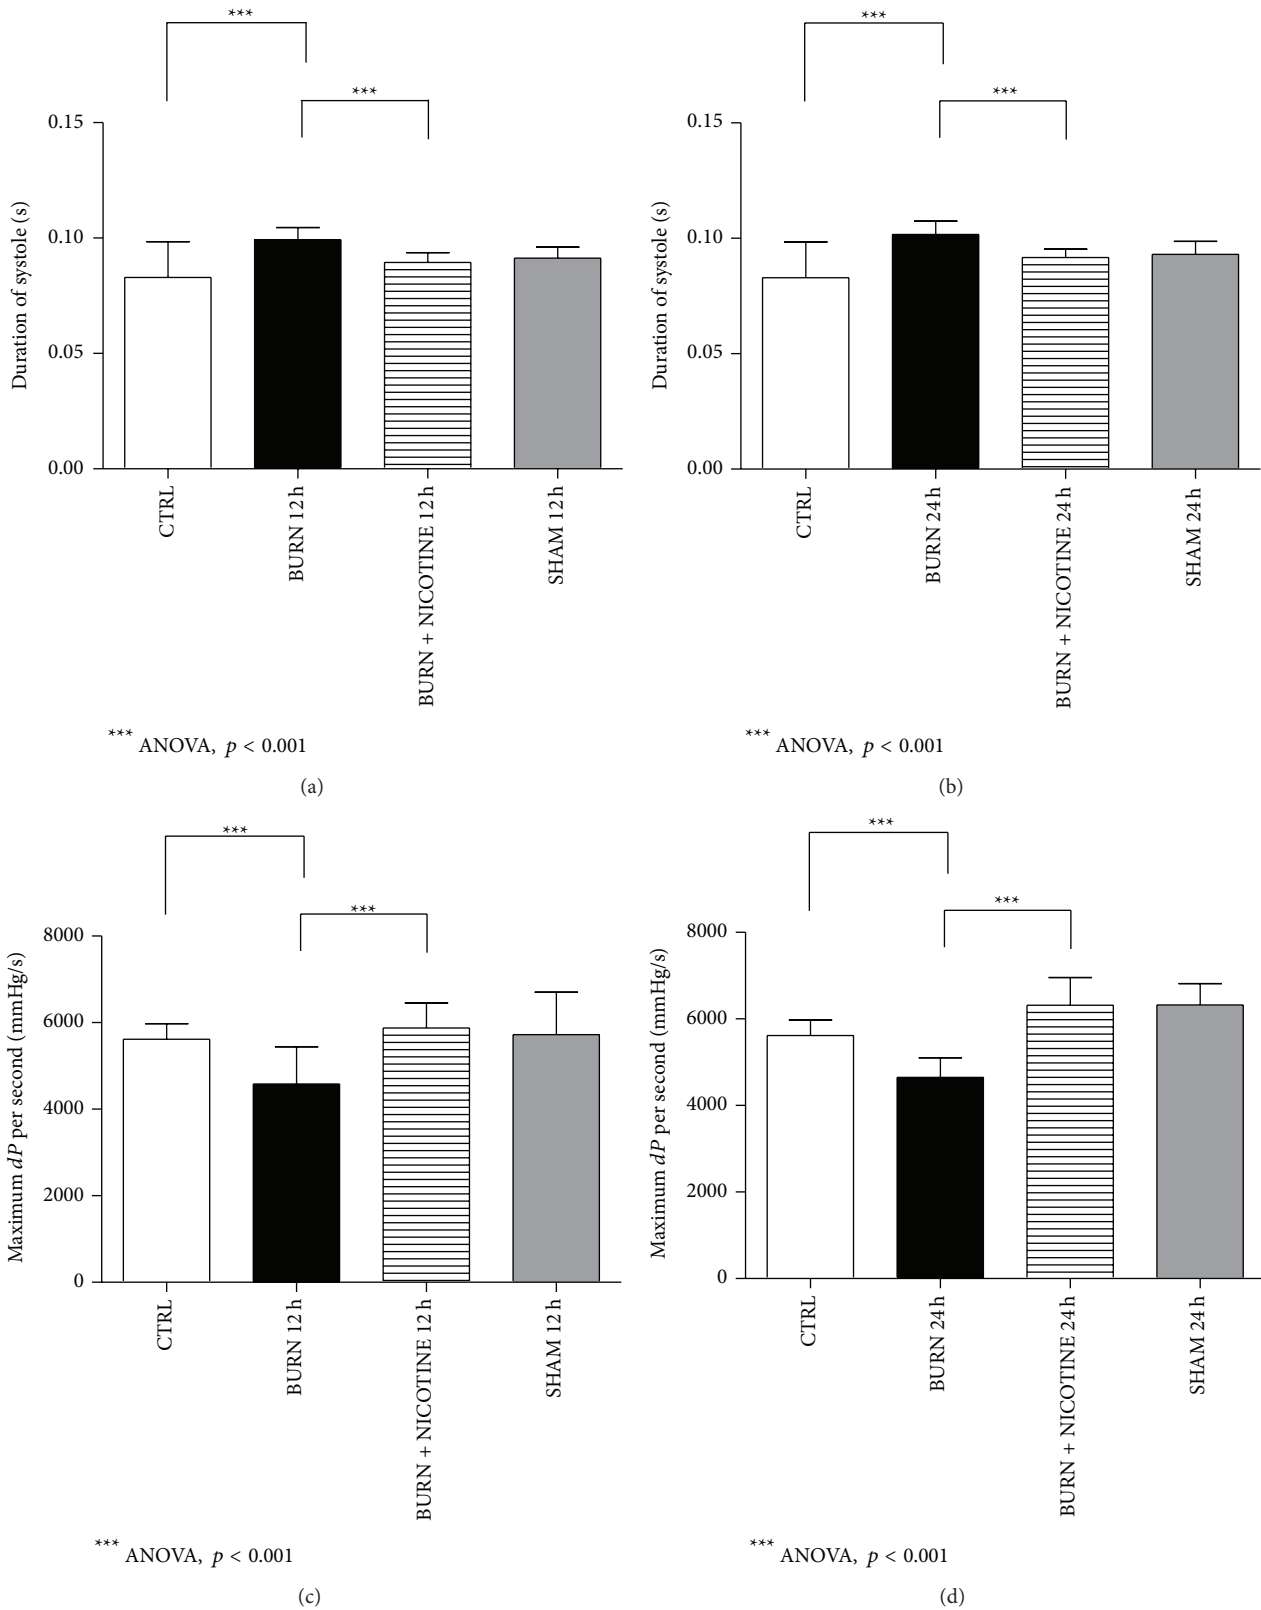 ***
***
0.15
0.10
0.05
0.00
Duration of systole (s)
CTRL
BURN 12 h
BURN + NICOTINE 12 h
SHAM 12 h
*** ANOVA, p < 0.001
(a)
***
***
0.15
0.10
0.05
0.00
Duration of systole (s)
CTRL
BURN 24 h
BURN + NICOTINE 24 h
SHAM 24 h
*** ANOVA, p < 0.001
(b)
***
***
8000
6000
4000
2000
0
Maximum dP per second (mmHg/s)
CTRL
BURN 12 h
BURN + NICOTINE 12 h
SHAM 12 h
*** ANOVA, p < 0.001
(c)
***
***
8000
6000
4000
2000
0
Maximum dP per second (mmHg/s)
CTRL
BURN 24 h
BURN + NICOTINE 24 h
SHAM 24 h
*** ANOVA, p < 0.001
(d)